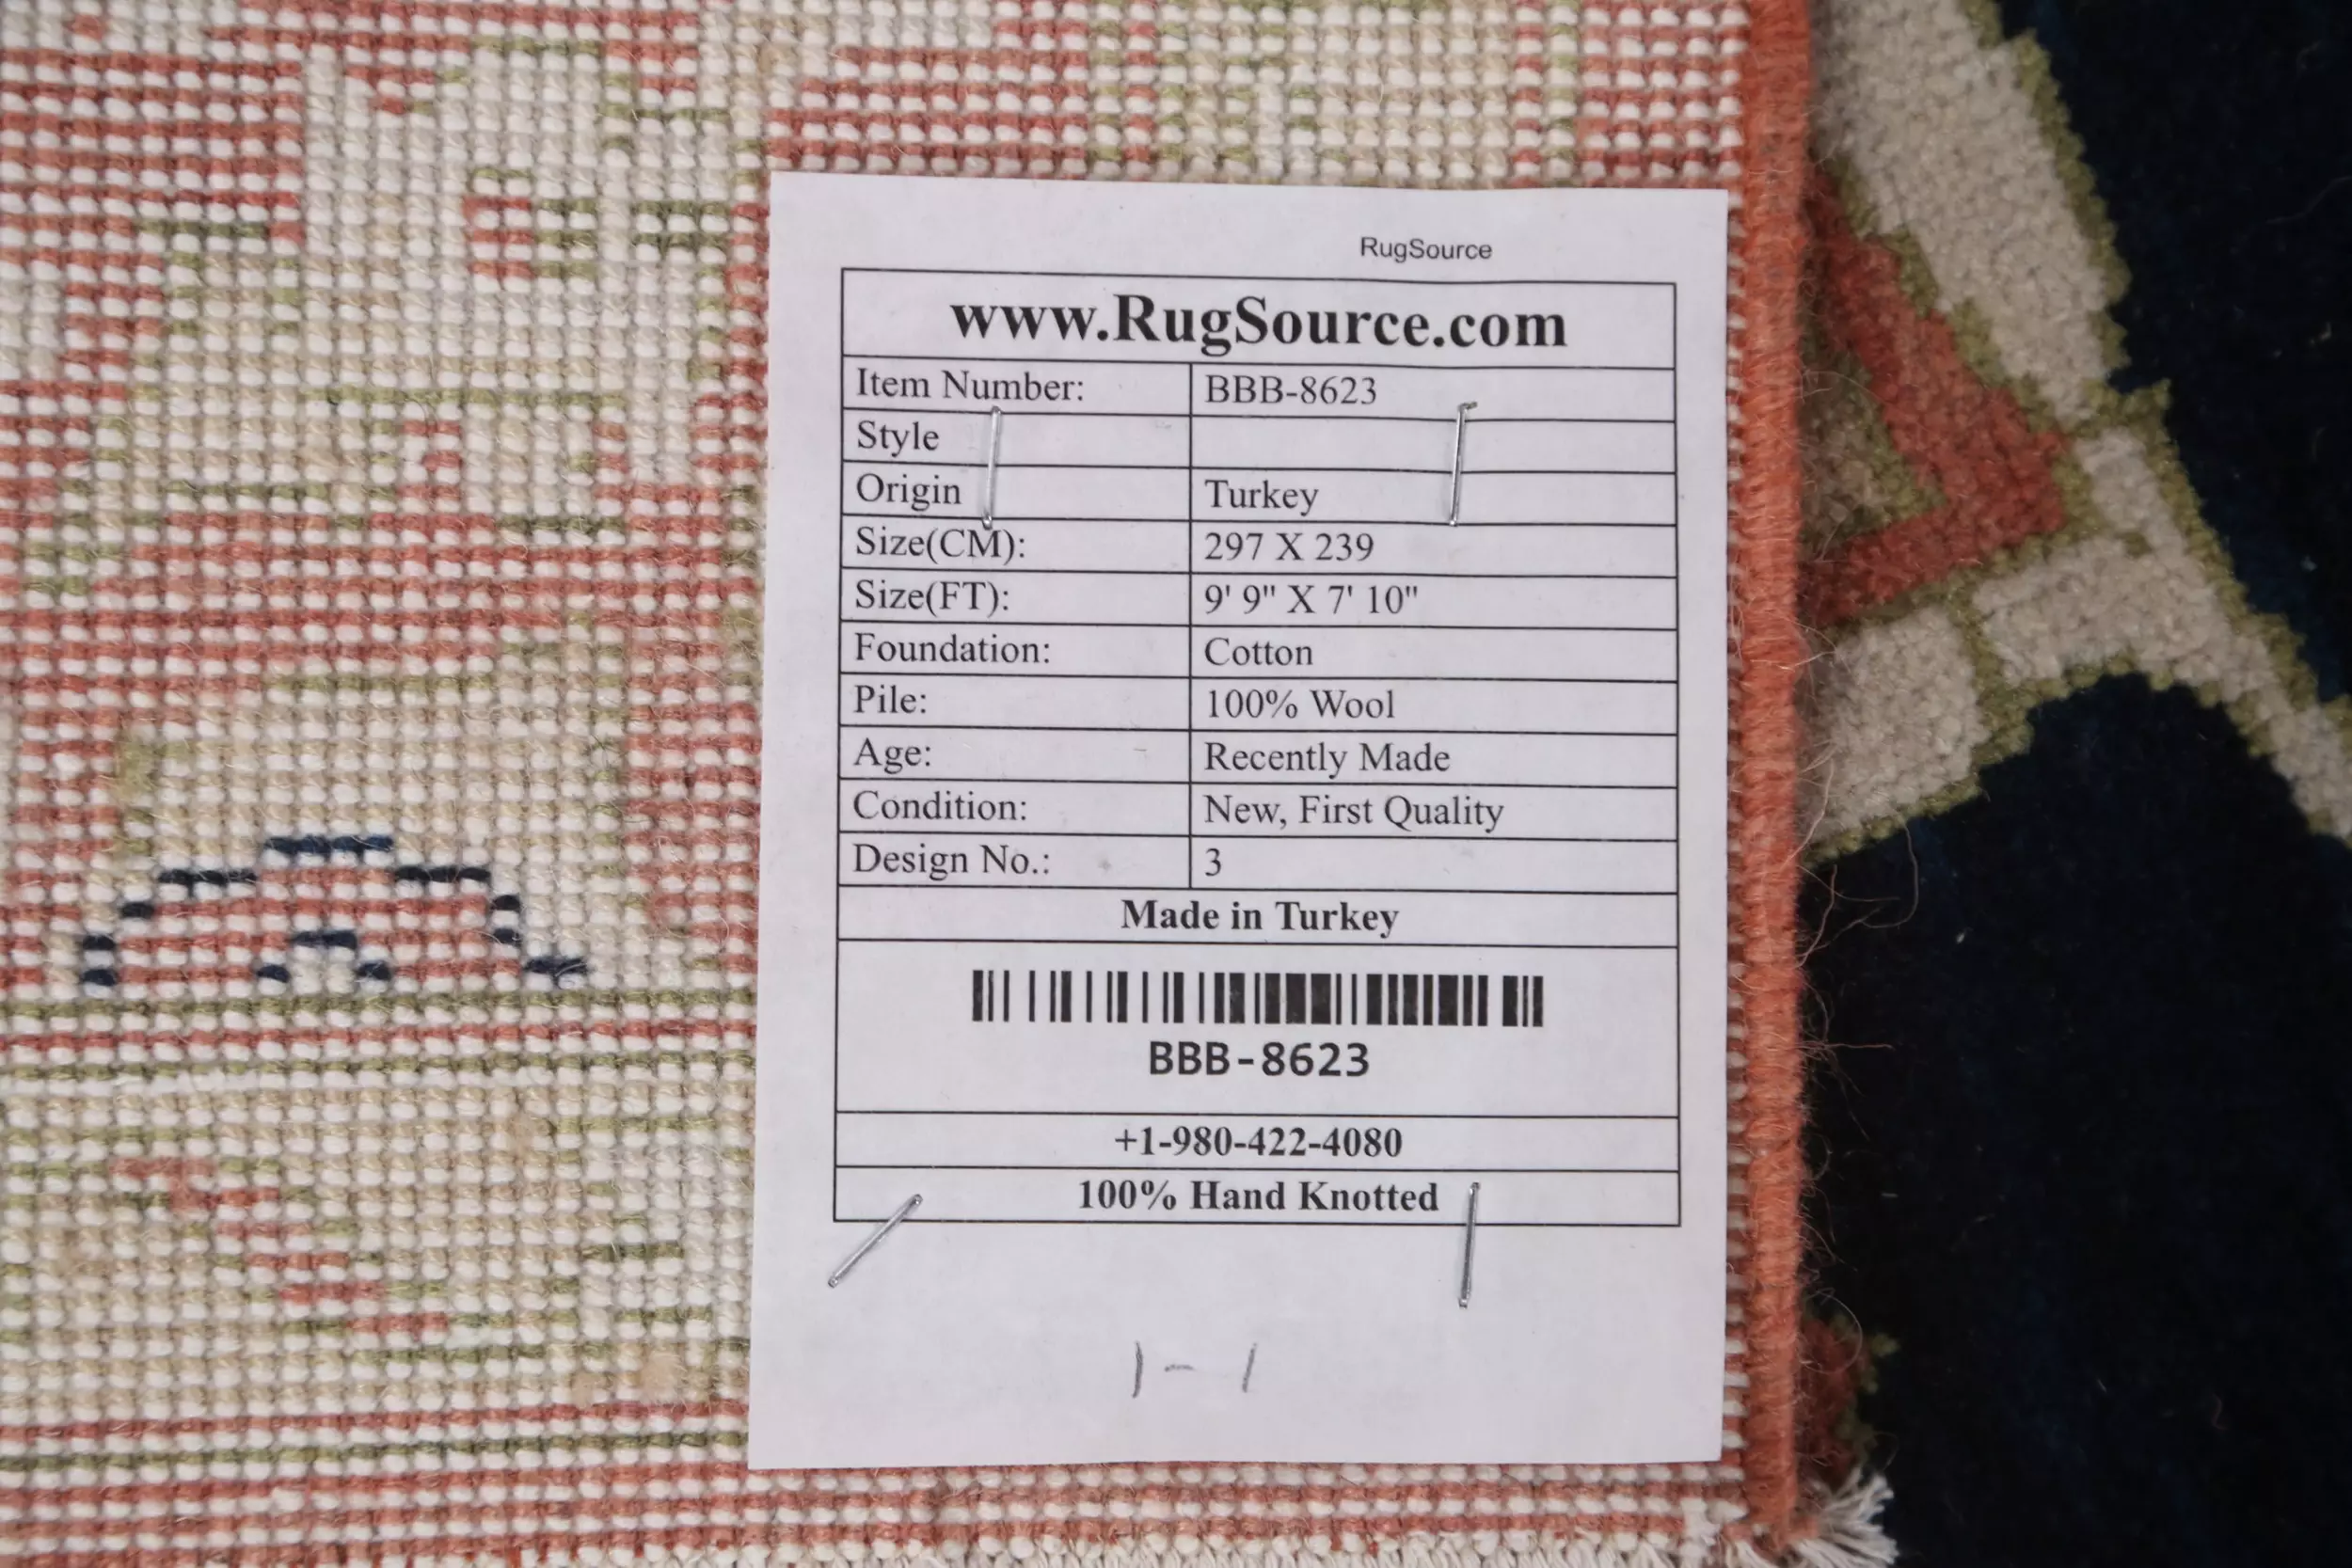 RugSource
www.RugSource.com
Item Number: BBB-8623
Style
Origin Turkey
Size(CM): 297 X 239
Size(FT): 9' 9" X 7' 10"
Foundation: Cotton
Pile: 100% Wool
Age: Recently Made
Condition: New, First Quality
Design No.: 3
Made in Turkey
BBB-8623
+1-980-422-4080
100% Hand Knotted
1-1